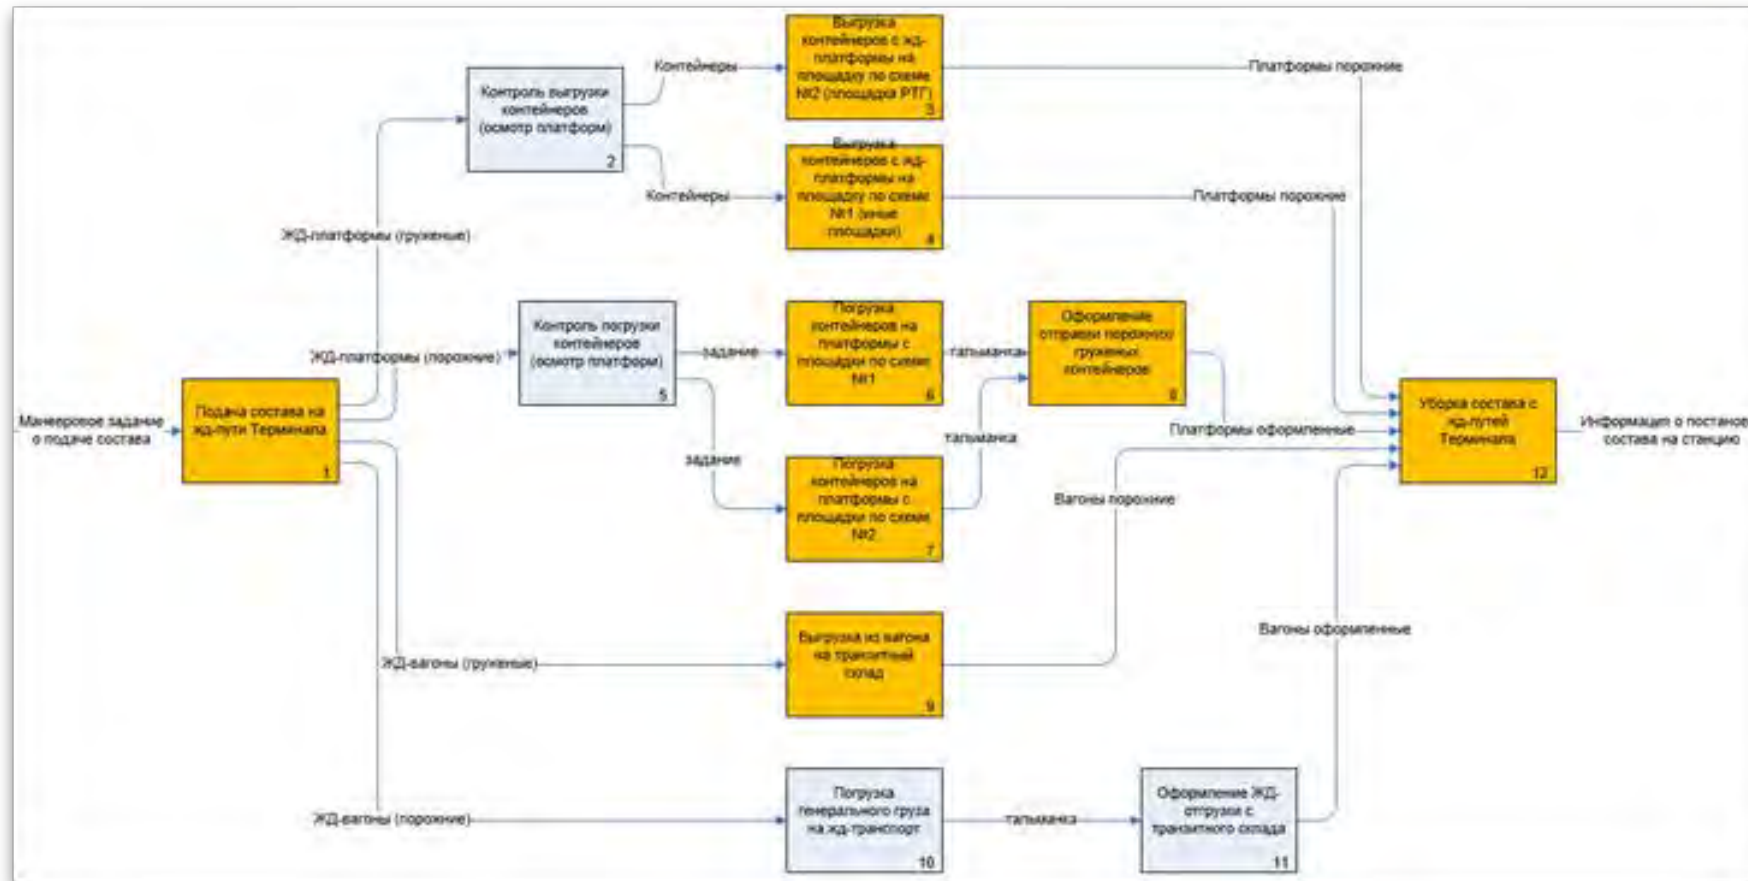 Выгрузка
контейнеров с жд-
платформы на
площадку по схеме
№2 (площадка РТГ)
3
Контейнеры
Платформы порожние
Контроль выгрузки
контейнеров
(осмотр платформ)
2
Выгрузка
контейнеров с жд-
платформы на
площадку по схеме
№1 (иные
площадки)
4
Контейнеры
Платформы порожние
ЖД-платформы (груженые)
Контроль погрузки
контейнеров
(осмотр платформ)
5
ЖД-платформы (порожние)
задание
Погрузка
контейнеров на
платформы с
площадки по схеме
№1
6
тальманка
Оформление
отправки порожних/
груженых
контейнеров
8
Маневровое задание
о подаче состава
Подача состава на
жд-пути Терминала
1
задание
Погрузка
контейнеров на
платформы с
площадки по схеме
№2
7
тальманка
Платформы оформленные
Уборка состава с
жд-путей
Терминала
12
Информация о постанов
состава на станцию
Вагоны порожние
ЖД-вагоны (груженые)
Выгрузка из вагона
на транзитный
склад
9
Вагоны оформленные
ЖД-вагоны (порожние)
Погрузка
генерального груза
на жд-транспорт
10
тальманка
Оформление ЖД-
отгрузки с
транзитного склада
11